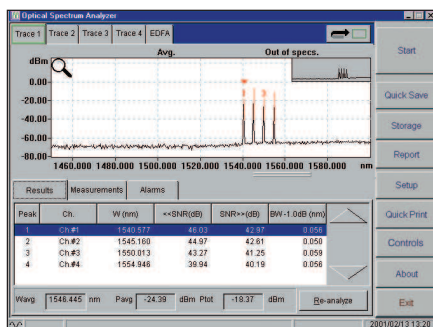 Optical Spectrum Analyzer
Trace 1 Trace 2 Trace 3 Trace 4 EDFA
Start
Avg. Out of specs.
dBm
0.00
-20.00
-40.00
-60.00
-80.00
1460.000 1480.000 1500.000 1520.000 1540.000 1560.000 1580.000 nm
Quick Save
Storage
Report
Setup
Quick Print
Controls
About
Exit
Results Measurements Alarms
Peak Ch. W (nm) <<SNR(dB) SNR>>(dB) BW -1.0dB (nm)
1 Ch.#1 1540.577 46.03 42.97 0.056
2 Ch.#2 1545.160 44.97 42.61 0.050
3 Ch.#3 1550.013 43.27 41.25 0.059
4 Ch.#4 1554.946 39.94 40.19 0.056
Wavg 1546.445 nm Pavg -24.39 dBm Ptot -18.37 dBm Re-analyze
2001/02/13 13:20